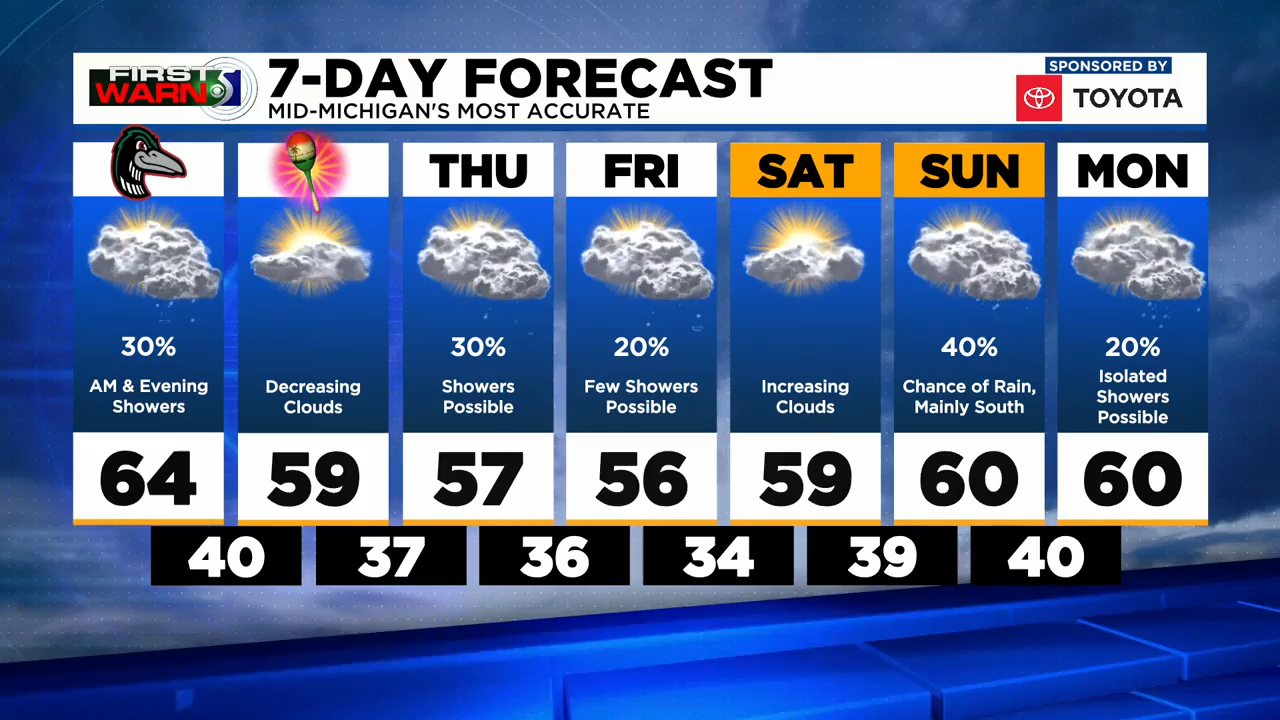 FIRST
WARN 5
7-DAY FORECAST
MID-MICHIGAN'S MOST ACCURATE
SPONSORED BY
TOYOTA
THU
FRI
SAT
SUN
MON
30%
30%
20%
40%
20%
AM & Evening
Showers
Decreasing
Clouds
Showers
Possible
Few Showers
Possible
Increasing
Clouds
Chance of Rain,
Mainly South
Isolated
Showers
Possible
64
59
57
56
59
60
60
40
37
36
34
39
40